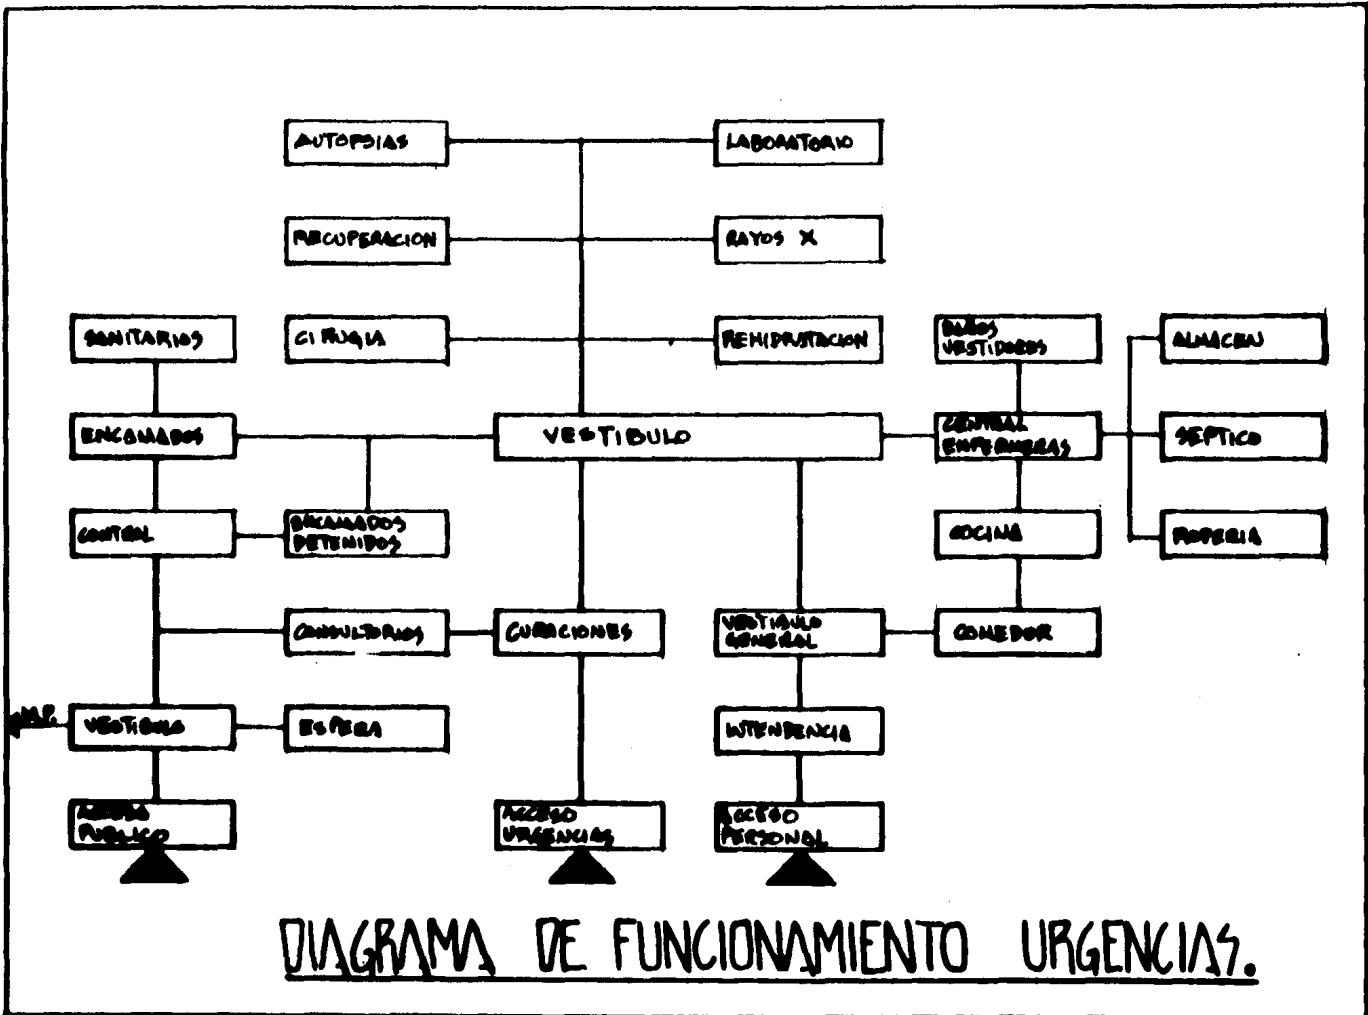 AUTOPSIAS
LABORATORIO
RECUPERACION
RAYOS X
SANITARIOS
CIRUGIA
REHIDRATACION
BAÑOS
VESTIDORES
ALMACEN
ENCAMADOS
VESTIBULO
CENTRAL
ENFERMERAS
SEPTICO
CONTROL
ENCAMADOS
DETENIDOS
COCINA
ROPERIA
CONSULTORIOS
CURACIONES
VESTIBULO
GENERAL
COMEDOR
M.P.
VESTIBULO
ESPERA
INTENDENCIA
ACCESO
PUBLICO
ACCESO
URGENCIAS
ACCESO
PERSONAL
DIAGRAMA DE FUNCIONAMIENTO URGENCIAS.